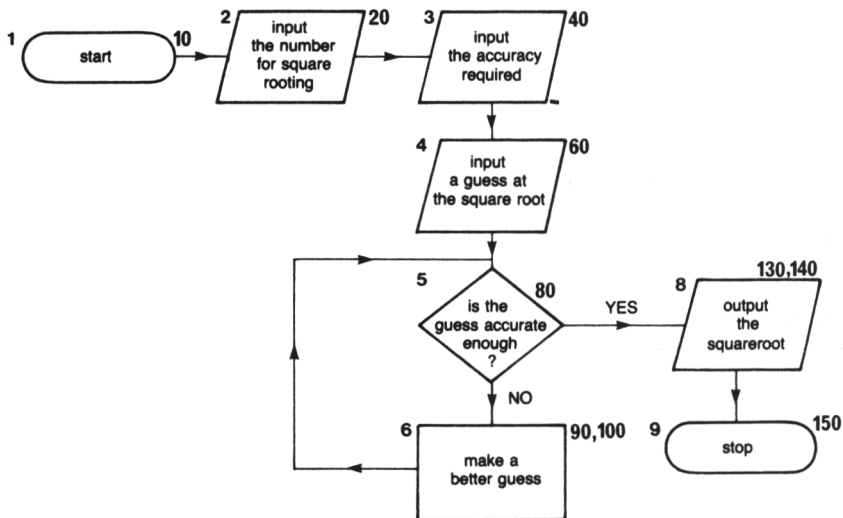 1
start
10
2
input
the number
for square
rooting
20
3
input
the accuracy
required
40
4
input
a guess at
the square root
60
5
is the
guess accurate
enough
?
80
YES
NO
6
make a
better guess
90,100
8
output
the
squareroot
130,140
9
stop
150